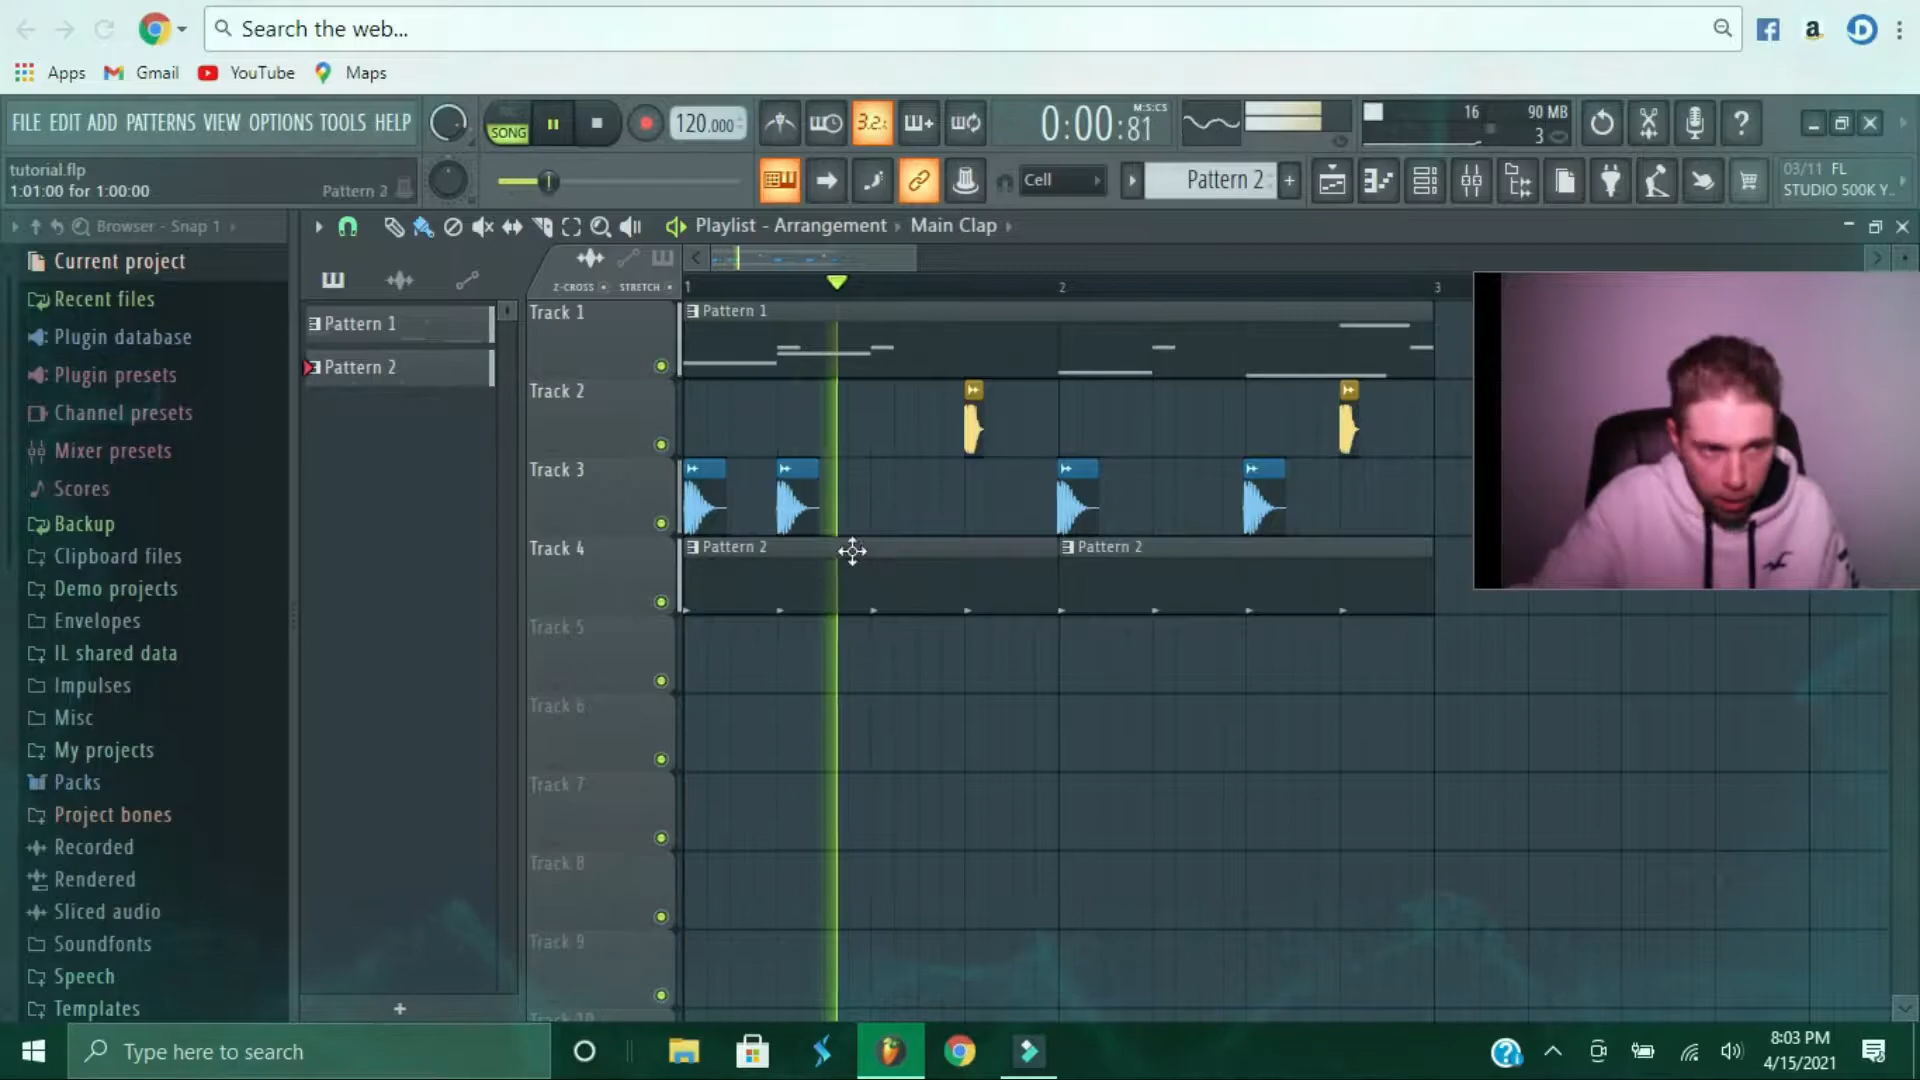 Search the web...
Apps Gmail YouTube Maps
FILE EDIT ADD PATTERNS VIEW OPTIONS TOOLS HELP
SONG
120.000
3.2.
0:00:81
M:S:CS
16
90 MB
3
tutorial.flp
1:01:00 for 1:00:00
Pattern 2
Cell
Pattern 2
03/11 FL
STUDIO 500K Y..
Browser - Snap 1
Playlist - Arrangement Main Clap
Current project
Recent files
Plugin database
Plugin presets
Channel presets
Mixer presets
Scores
Backup
Clipboard files
Demo projects
Envelopes
IL shared data
Impulses
Misc
My projects
Packs
Project bones
Recorded
Rendered
Sliced audio
Soundfonts
Speech
Templates
Pattern 1
Pattern 2
Z-CROSS STRETCH
1 2 3
Track 1
Pattern 1
Track 2
Track 3
Track 4
Pattern 2 Pattern 2
Track 5
Track 6
Track 7
Track 8
Track 9
Track 10
Type here to search
8:03 PM
4/15/2021